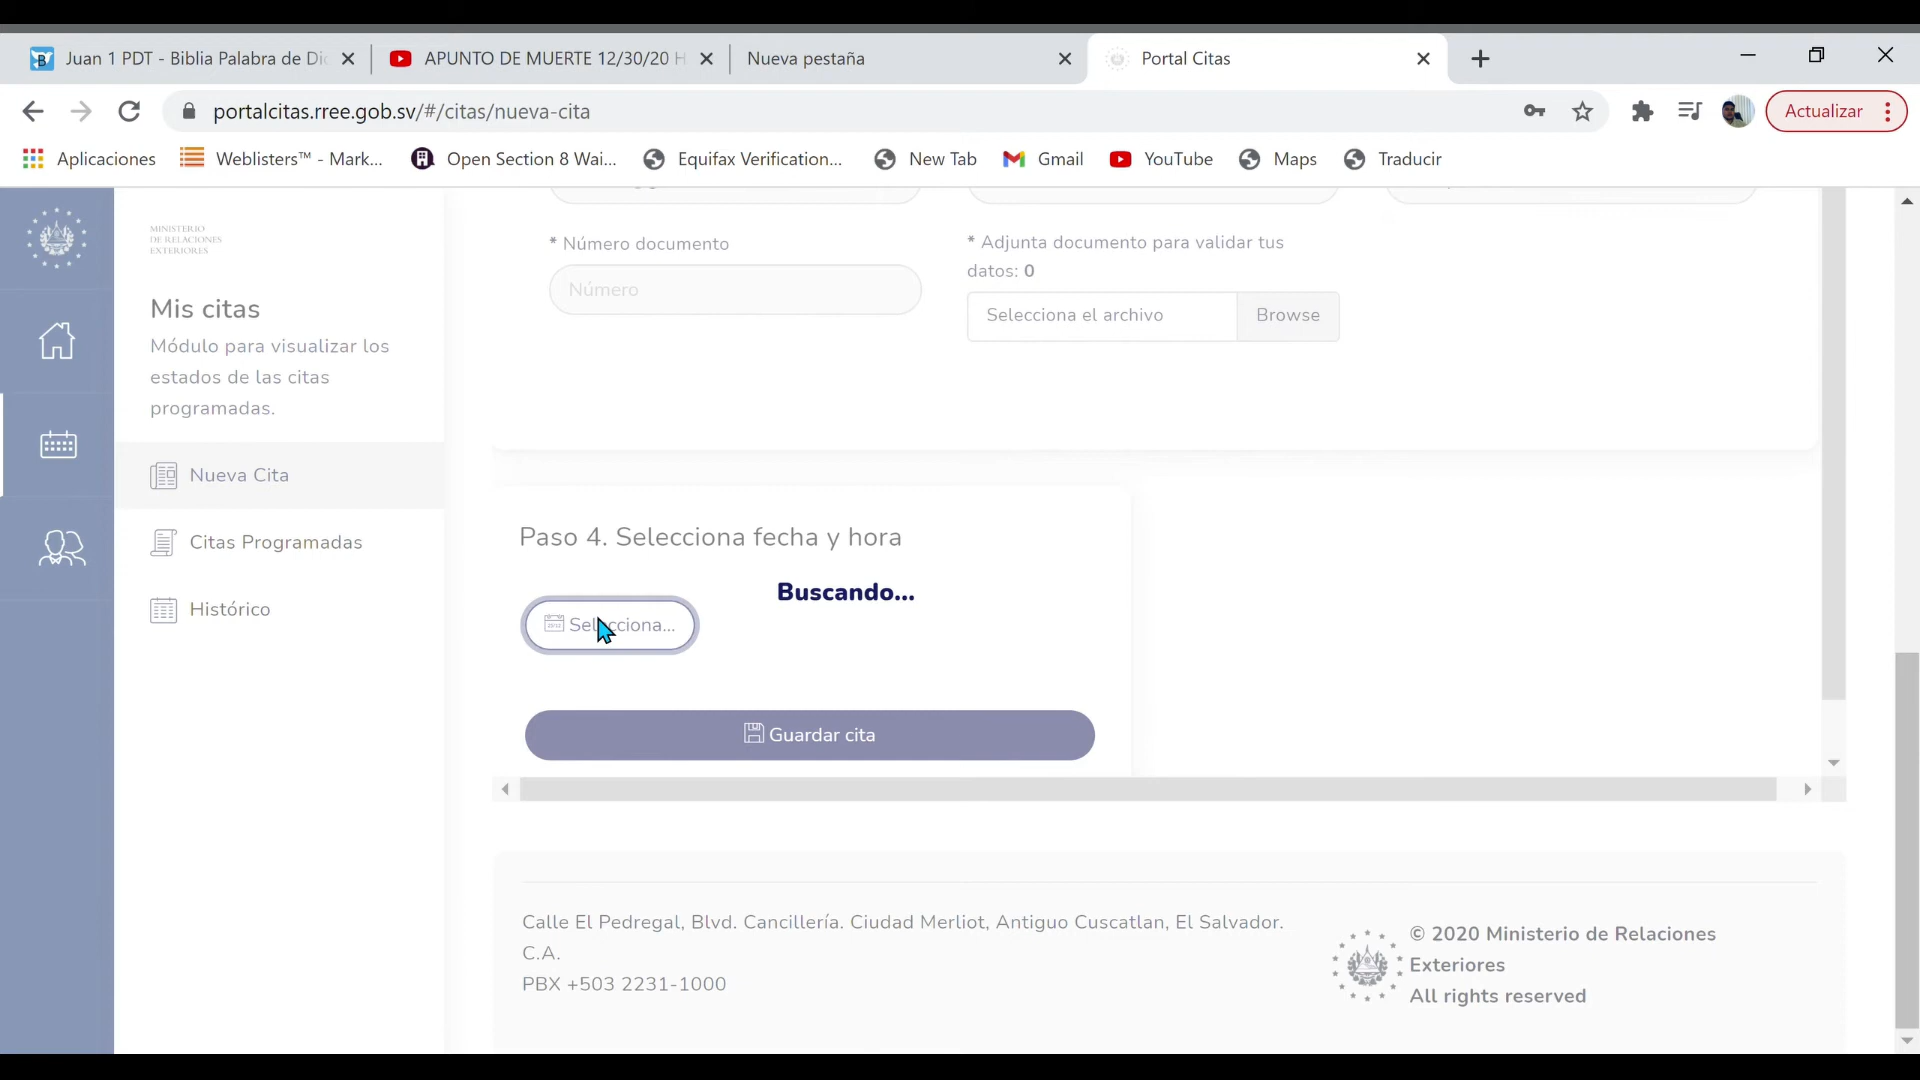 Juan 1 PDT - Biblia Palabra de Di
APUNTO DE MUERTE 12/30/20 H
Nueva pestaña
Portal Citas
portalcitas.rree.gob.sv/#/citas/nueva-cita
Actualizar
Aplicaciones
Weblisters™ - Mark...
Open Section 8 Wai...
Equifax Verification...
New Tab
Gmail
YouTube
Maps
Traducir
MINISTERIO
DE RELACIONES
EXTERIORES
Mis citas
Módulo para visualizar los
estados de las citas
programadas.
Nueva Cita
Citas Programadas
Histórico
* Número documento
Número
* Adjunta documento para validar tus
datos: 0
Selecciona el archivo
Browse
Paso 4. Selecciona fecha y hora
Buscando...
Selecciona...
Guardar cita
Calle El Pedregal, Blvd. Cancillería. Ciudad Merliot, Antiguo Cuscatlan, El Salvador.
C.A.
PBX +503 2231-1000
© 2020 Ministerio de Relaciones
Exteriores
All rights reserved